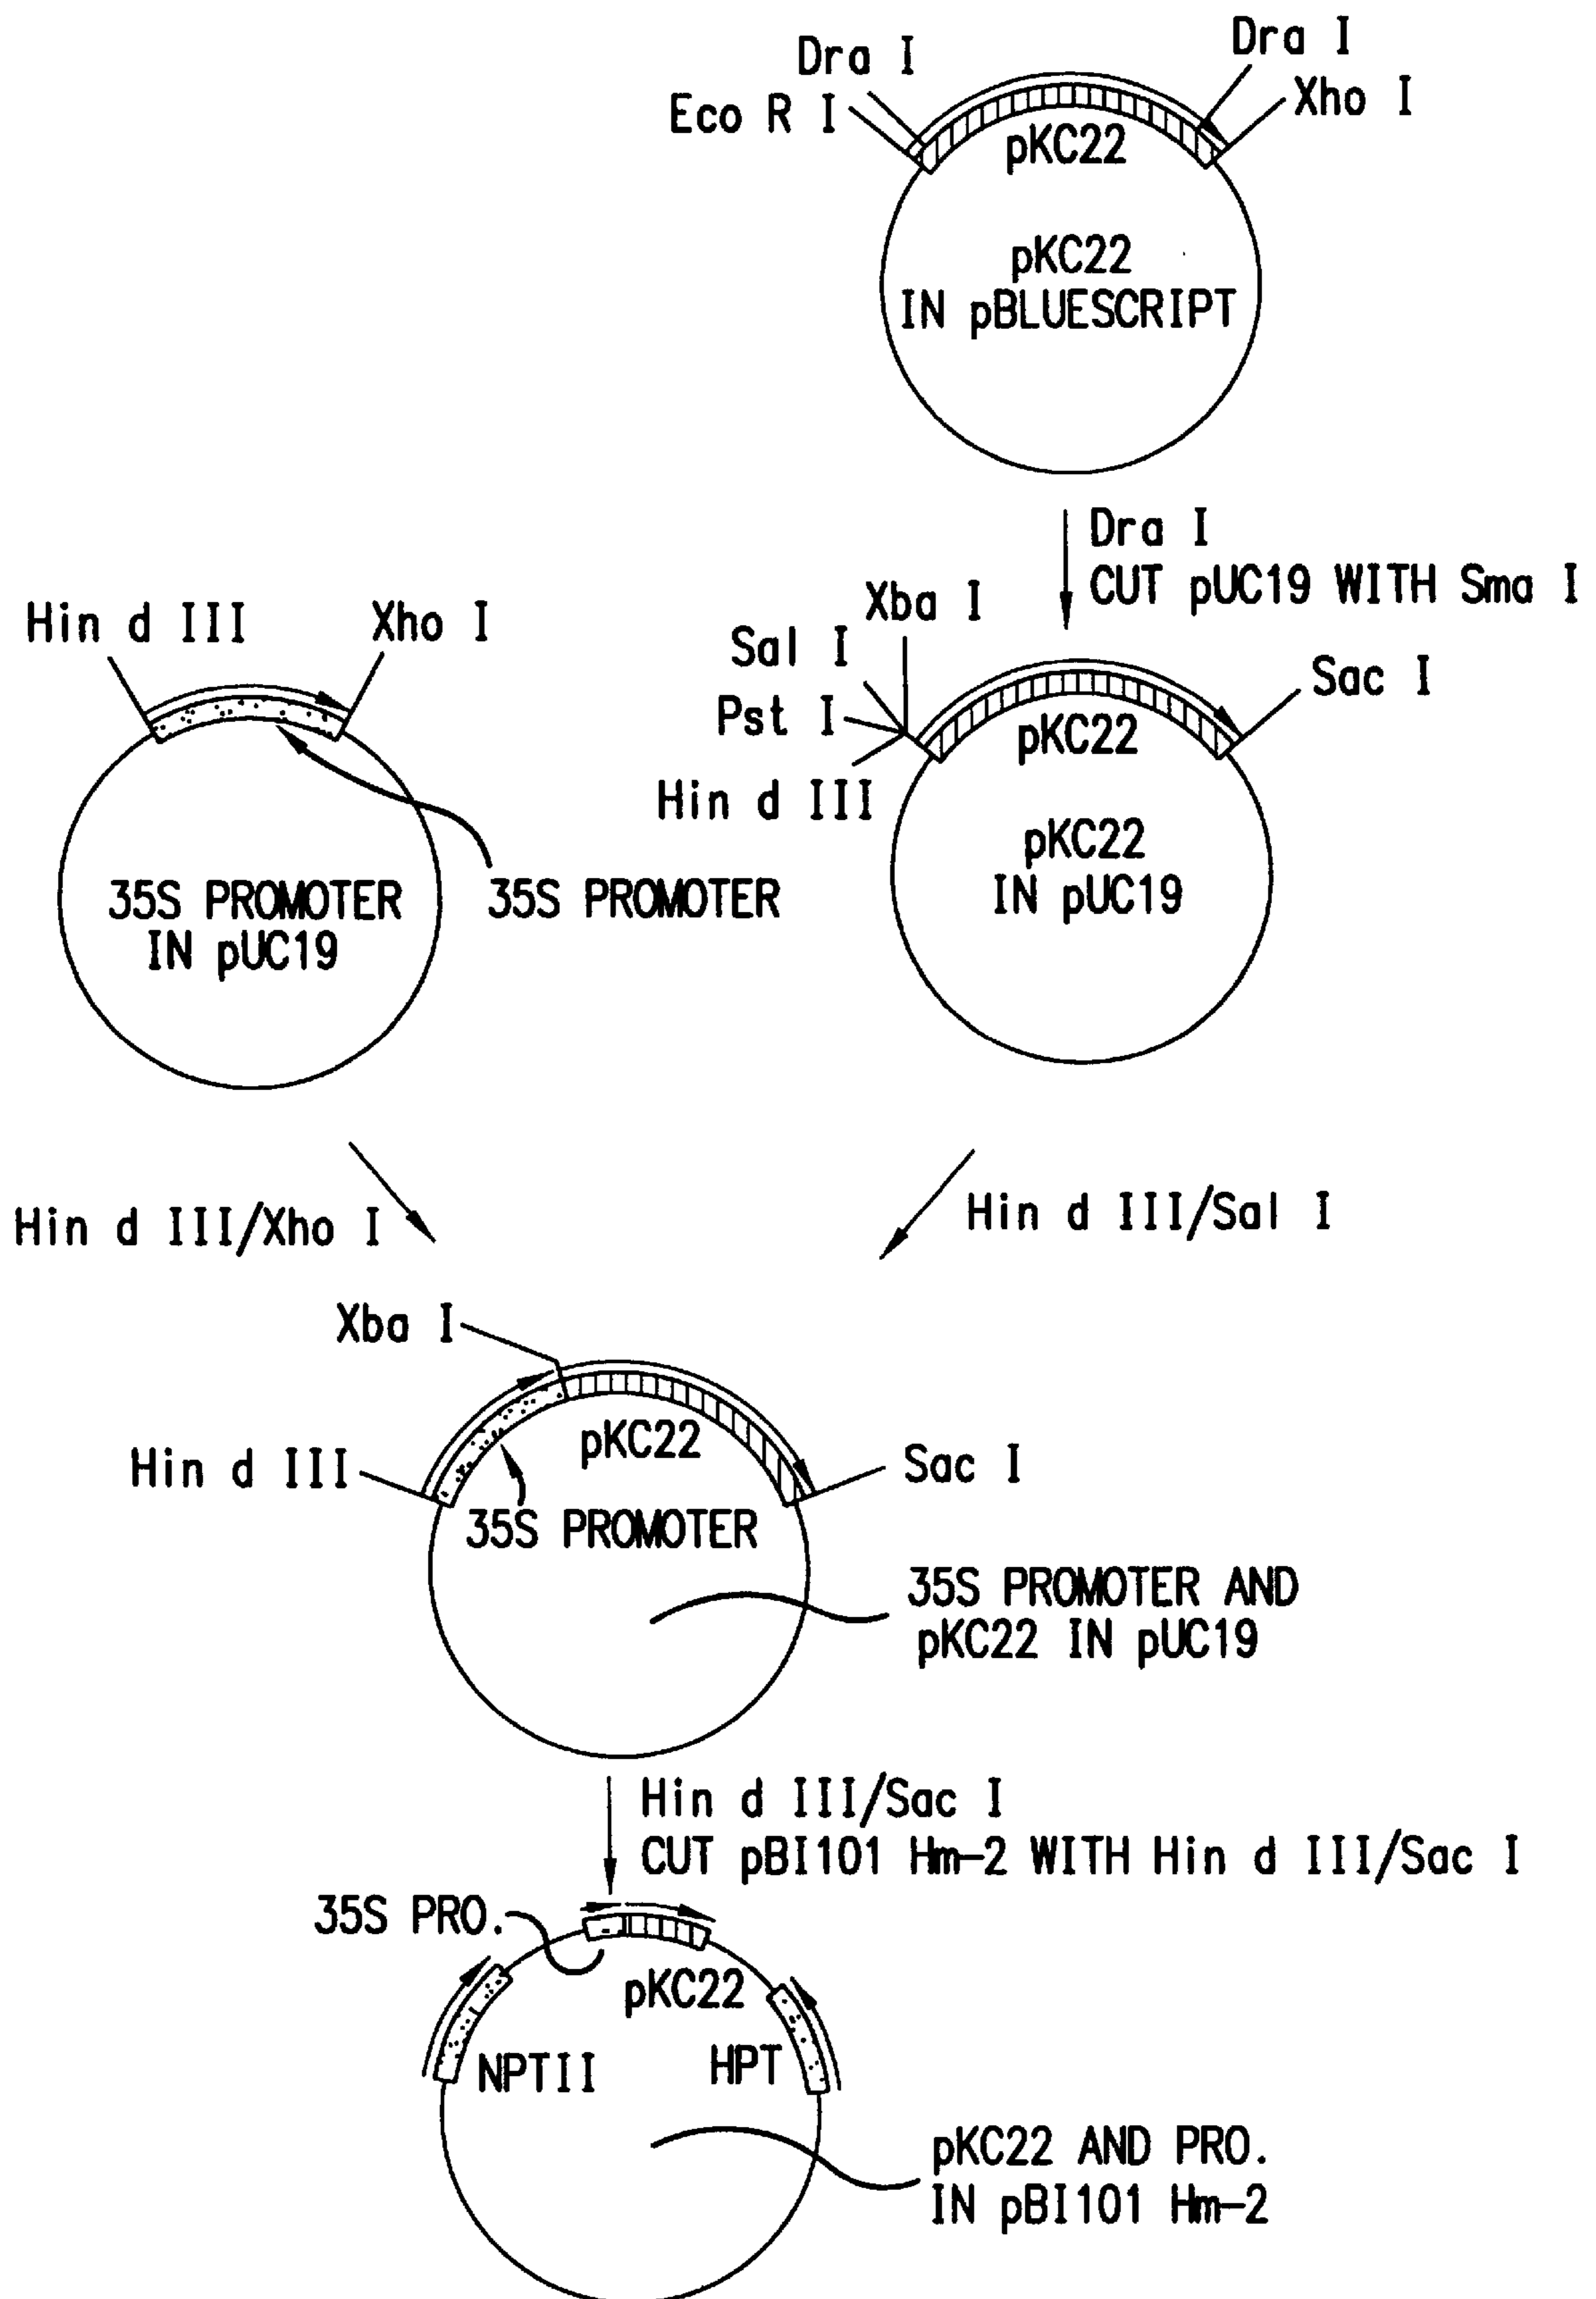 Dra I
Dra I
Eco R I
Xho I
pKC22
pKC22
IN pBLUESCRIPT
Dra I
CUT pUC19 WITH Sma I
Hin d III
Xho I
Xba I
Sal I
Pst I
Hin d III
Sac I
pKC22
pKC22
IN pUC19
35S PROMOTER
IN pUC19
35S PROMOTER
Hin d III/Xho I
Hin d III/Sal I
Xba I
Hin d III
pKC22
Sac I
35S PROMOTER
35S PROMOTER AND
pKC22 IN pUC19
Hin d III/Sac I
CUT pBI101 Hm-2 WITH Hin d III/Sac I
35S PRO.
pKC22
NPTII
HPT
pKC22 AND PRO.
IN pBI101 Hm-2